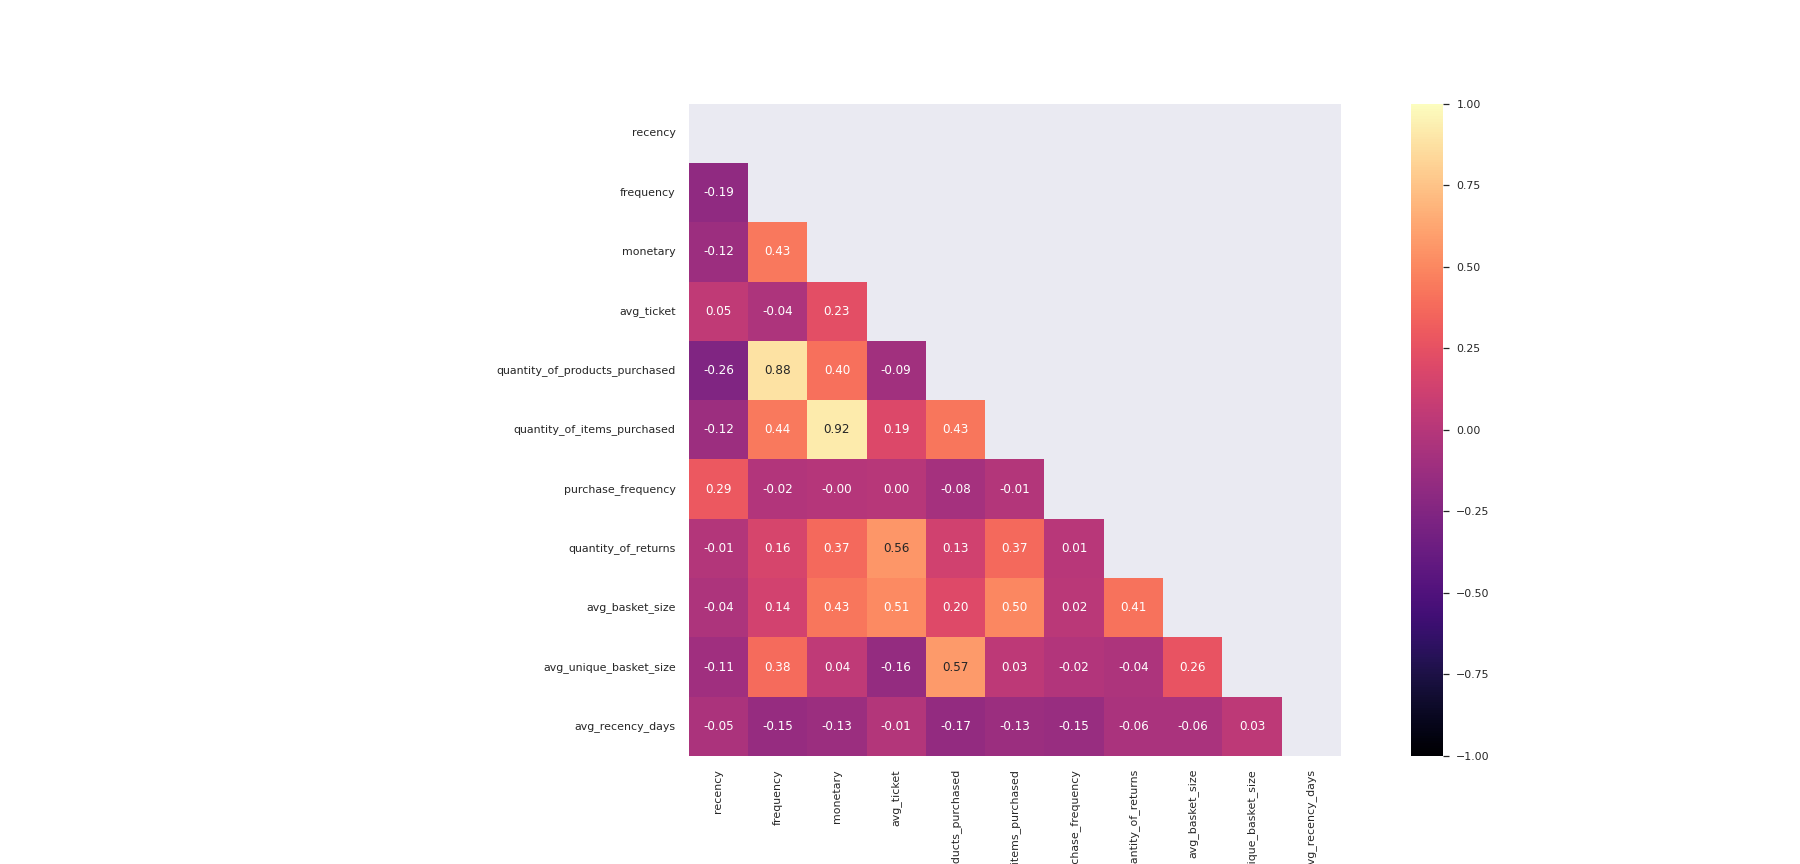 1.00
recency
0.75
frequency -0.19
monetary -0.12 0.43
0.50
avg_ticket 0.05 -0.04 0.23
0.25
quantity_of_products_purchased -0.26 0.88 0.40 -0.09
quantity_of_items_purchased -0.12 0.44 0.92 0.19 0.43
0.00
purchase_frequency 0.29 -0.02 -0.00 0.00 -0.08 -0.01
−0.25
quantity_of_returns -0.01 0.16 0.37 0.56 0.13 0.37 0.01
−0.50
avg_basket_size -0.04 0.14 0.43 0.51 0.20 0.50 0.02 0.41
avg_unique_basket_size -0.11 0.38 0.04 -0.16 0.57 0.03 -0.02 -0.04 0.26
−0.75
avg_recency_days -0.05 -0.15 -0.13 -0.01 -0.17 -0.13 -0.15 -0.06 -0.06 0.03
−1.00
recency
frequency
monetary
avg_ticket
ducts_purchased
items_purchased
chase_frequency
antity_of_returns
avg_basket_size
ique_basket_size
vg_recency_days